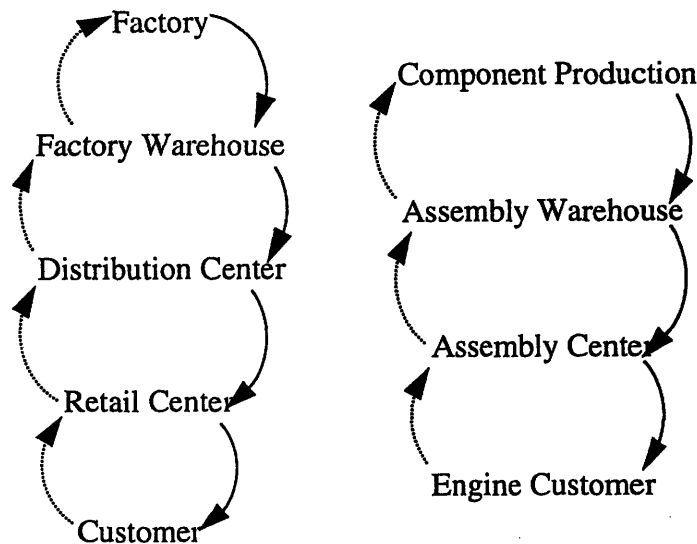 Factory
Factory Warehouse
Distribution Center
Retail Center
Customer
Component Production
Assembly Warehouse
Assembly Center
Engine Customer